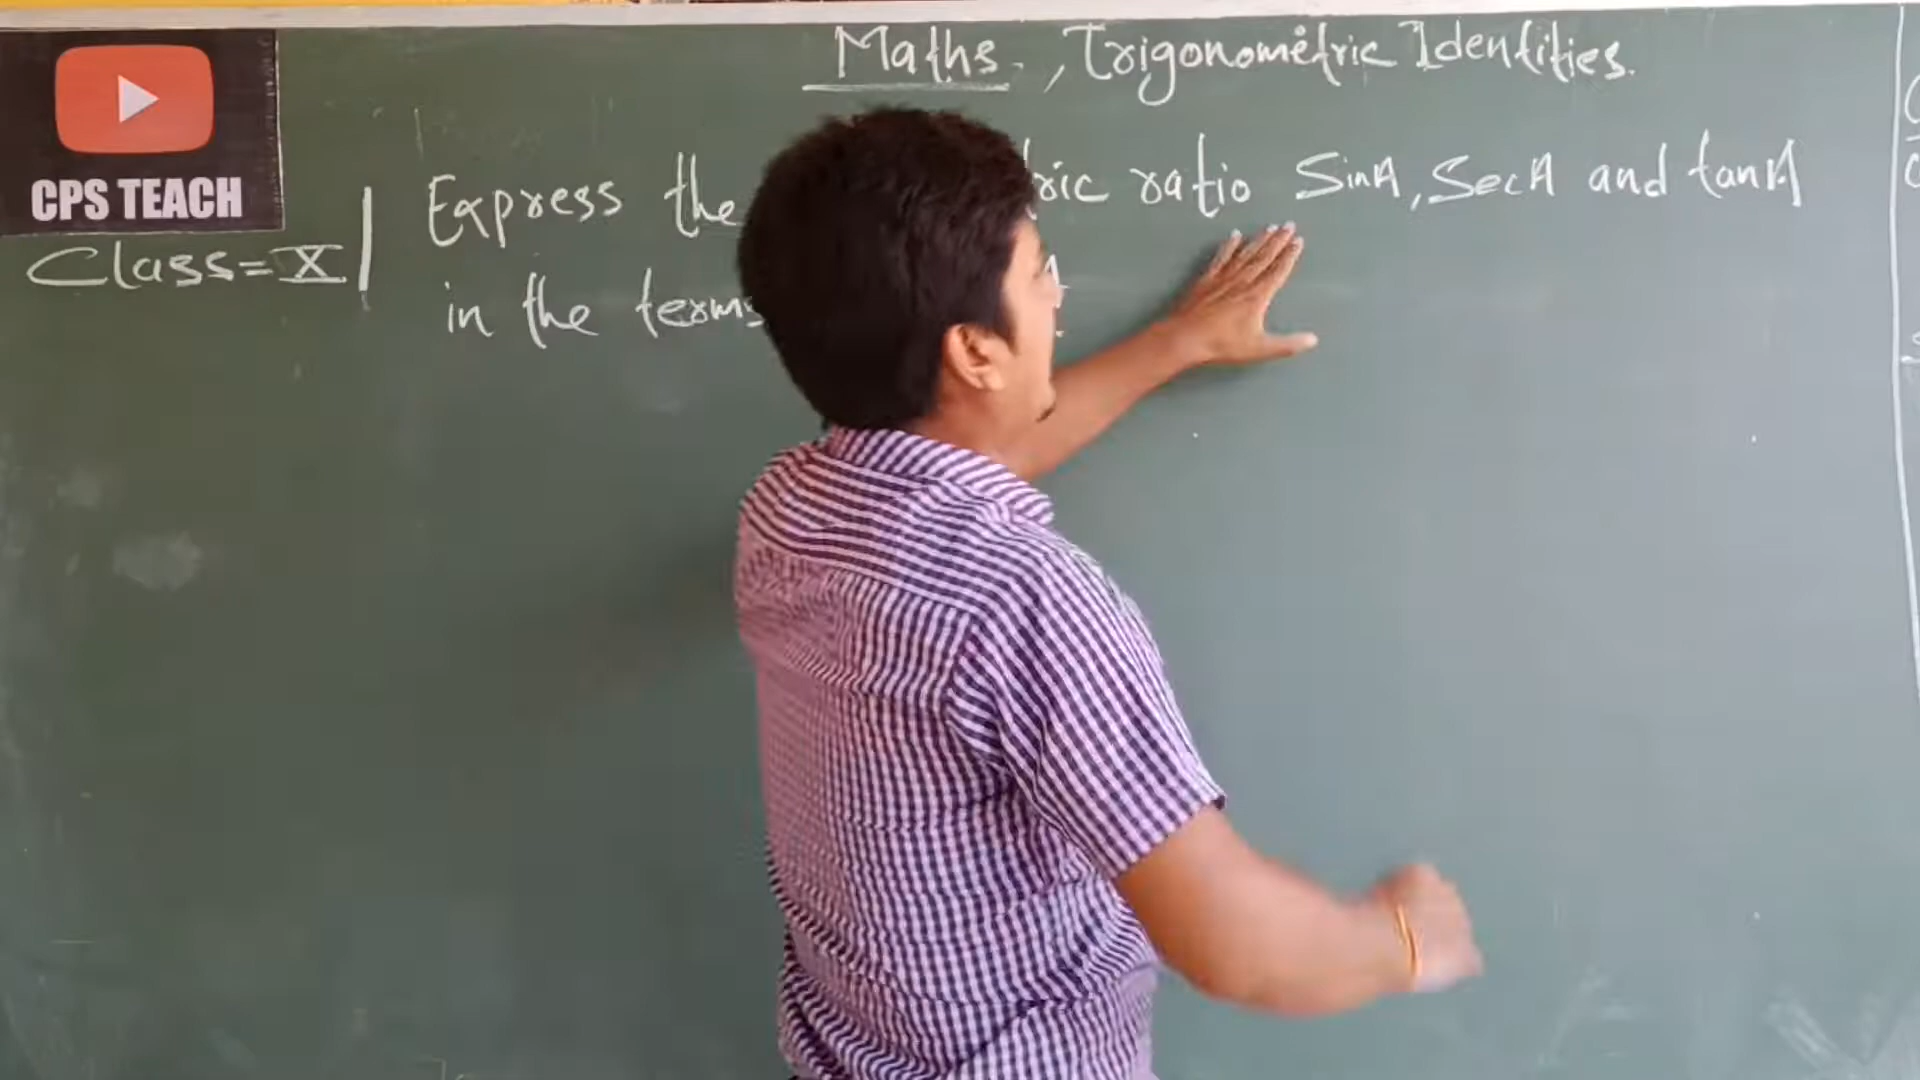 Maths, Trigonometric Identities.
CPS TEACH
Class = X
Express the ric ratio SinA, SecA and tanA
in the terms